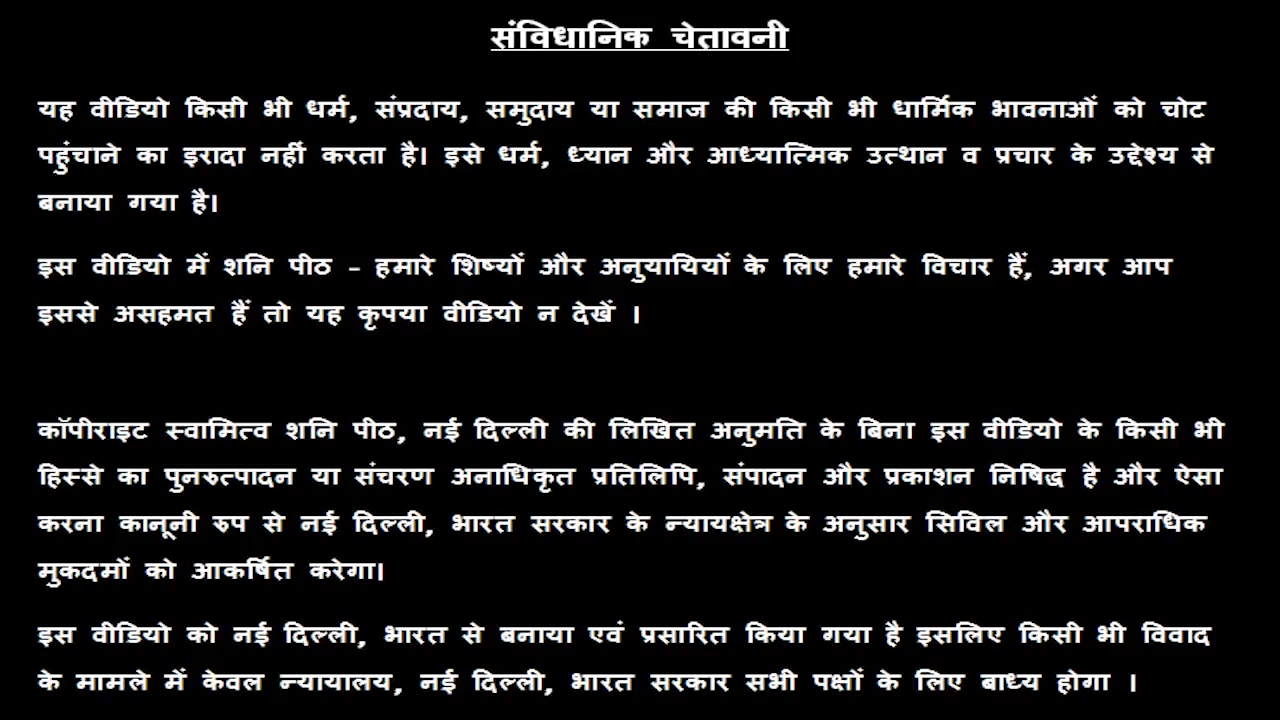 संविधानिक चेतावनी
यह वीडियो किसी भी धर्म, संप्रदाय, समुदाय या समाज की किसी भी धार्मिक भावनाओं को चोट
पहुंचाने का इरादा नहीं करता है। इसे धर्म, ध्यान और आध्यात्मिक उत्थान व प्रचार के उद्देश्य से
बनाया गया है।
इस वीडियो में शनि पीठ – हमारे शिष्यों और अनुयायियों के लिए हमारे विचार हैं, अगर आप
इससे असहमत हैं तो यह कृपया वीडियो न देखें ।
कॉपीराइट स्वामित्व शनि पीठ, नई दिल्ली की लिखित अनुमति के बिना इस वीडियो के किसी भी
हिस्से का पुनरुत्पादन या संचरण अनाधिकृत प्रतिलिपि, संपादन और प्रकाशन निषिद्ध है और ऐसा
करना कानूनी रुप से नई दिल्ली, भारत सरकार के न्यायक्षेत्र के अनुसार सिविल और आपराधिक
मुकदमों को आकर्षित करेगा।
इस वीडियो को नई दिल्ली, भारत से बनाया एवं प्रसारित किया गया है इसलिए किसी भी विवाद
के मामले में केवल न्यायालय, नई दिल्ली, भारत सरकार सभी पक्षों के लिए बाध्य होगा ।